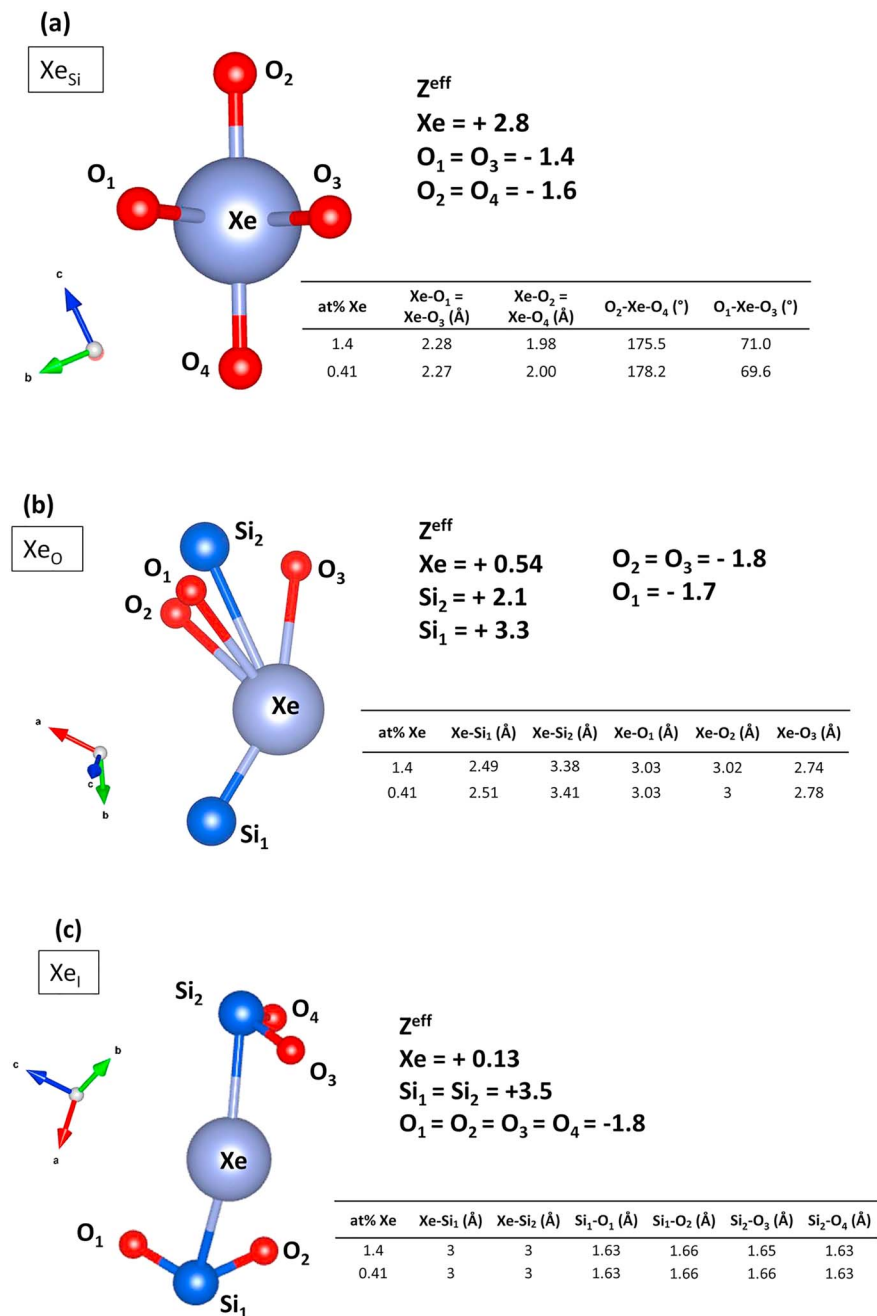 (a)
Xe_Si
O₂
O₁
O₃
Xe
O₄
c
b
Z^eff
Xe = + 2.8
O₁ = O₃ = - 1.4
O₂ = O₄ = - 1.6
at% Xe Xe-O₁ = Xe-O₃ (Å) Xe-O₂ = Xe-O₄ (Å) O₂-Xe-O₄ (°) O₁-Xe-O₃ (°)
1.4 2.28 1.98 175.5 71.0
0.41 2.27 2.00 178.2 69.6
(b)
Xe_O
Si₂
O₁
O₂
O₃
Xe
Si₁
a
c
b
Z^eff
Xe = + 0.54 O₂ = O₃ = - 1.8
Si₂ = + 2.1 O₁ = - 1.7
Si₁ = + 3.3
at% Xe Xe-Si₁ (Å) Xe-Si₂ (Å) Xe-O₁ (Å) Xe-O₂ (Å) Xe-O₃ (Å)
1.4 2.49 3.38 3.03 3.02 2.74
0.41 2.51 3.41 3.03 3 2.78
(c)
Xe_I
Si₂
O₄
O₃
c
b
a
Xe
O₁
O₂
Si₁
Z^eff
Xe = + 0.13
Si₁ = Si₂ = +3.5
O₁ = O₂ = O₃ = O₄ = -1.8
at% Xe Xe-Si₁ (Å) Xe-Si₂ (Å) Si₁-O₁ (Å) Si₁-O₂ (Å) Si₂-O₃ (Å) Si₂-O₄ (Å)
1.4 3 3 1.63 1.66 1.65 1.63
0.41 3 3 1.63 1.66 1.66 1.63